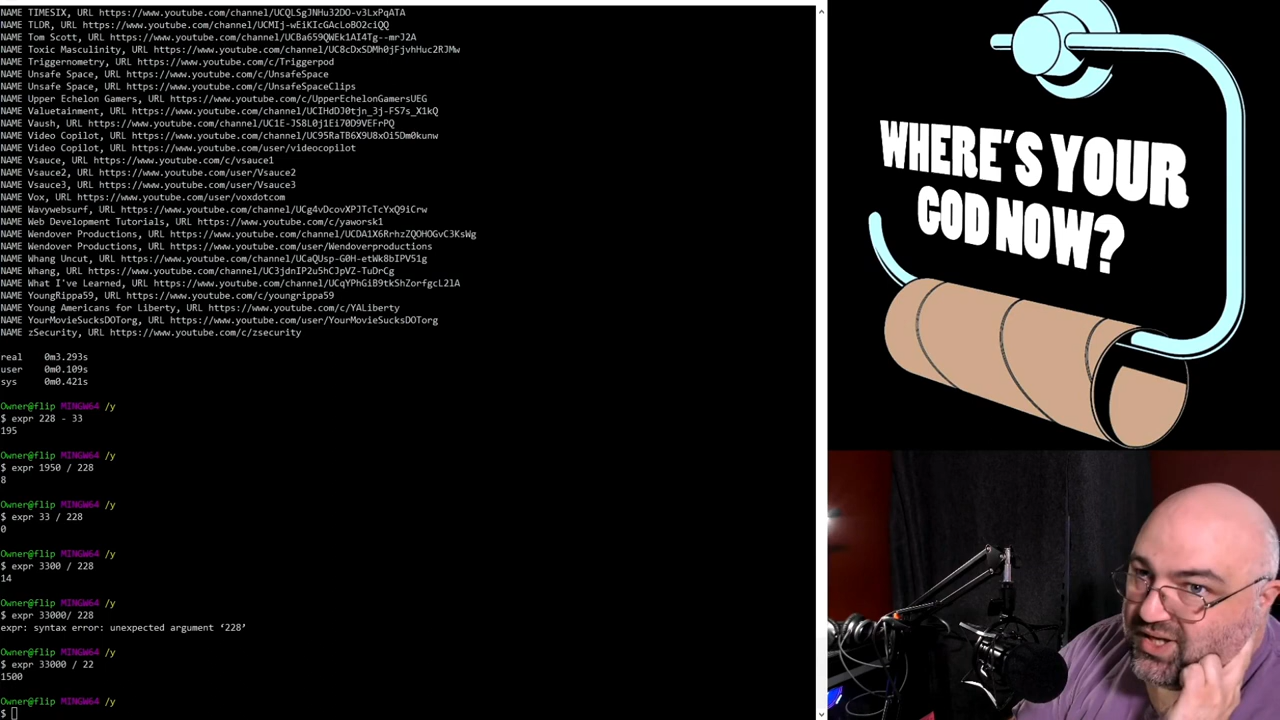 NAME TIMESIX, URL https://www.youtube.com/channel/UCQLSgJNHu32DO-v3LxPqATA
NAME TLDR, URL https://www.youtube.com/channel/UCMIj-wEiKIcGAcLoBO2ciQQ
NAME Tom Scott, URL https://www.youtube.com/channel/UCBa659QWEk1AI4Tg--mrJ2A
NAME Toxic Masculinity, URL https://www.youtube.com/channel/UC8cDxSDMh0jFjvhHuc2RJMw
NAME Triggernometry, URL https://www.youtube.com/c/Triggerpod
NAME Unsafe Space, URL https://www.youtube.com/c/UnsafeSpace
NAME Unsafe Space, URL https://www.youtube.com/c/UnsafeSpaceClips
NAME Upper Echelon Gamers, URL https://www.youtube.com/c/UpperEchelonGamersUEG
NAME Valuetainment, URL https://www.youtube.com/channel/UCIHdDJ0tjn_3j-FS7s_X1kQ
NAME Vaush, URL https://www.youtube.com/channel/UC1E-JS8L0j1Ei70D9VEFrPQ
NAME Video Copilot, URL https://www.youtube.com/channel/UC95RaTB6X9U8xOi5Dm0kunw
NAME Video Copilot, URL https://www.youtube.com/user/videocopilot
NAME Vsauce, URL https://www.youtube.com/c/vsauce1
NAME Vsauce2, URL https://www.youtube.com/user/Vsauce2
NAME Vsauce3, URL https://www.youtube.com/user/Vsauce3
NAME Vox, URL https://www.youtube.com/user/voxdotcom
NAME Wavywebsurf, URL https://www.youtube.com/channel/UCg4vDcovXPJTcTcYxQ9iCrw
NAME Web Development Tutorials, URL https://www.youtube.com/c/yaworsk1
NAME Wendover Productions, URL https://www.youtube.com/channel/UCDA1X6RrhzZQOHOGvC3KsWg
NAME Wendover Productions, URL https://www.youtube.com/user/Wendoverproductions
NAME Whang Uncut, URL https://www.youtube.com/channel/UCaQUsp-G0H-etWk8bIPV51g
NAME Whang, URL https://www.youtube.com/channel/UC3jdnIP2u5hCJpVZ-TuDrCg
NAME What I've Learned, URL https://www.youtube.com/channel/UCqYPhGiB9tkShZorfgcL2lA
NAME YoungRippa59, URL https://www.youtube.com/c/youngrippa59
NAME Young Americans for Liberty, URL https://www.youtube.com/c/YALiberty
NAME YourMovieSucksDOTorg, URL https://www.youtube.com/user/YourMovieSucksDOTorg
NAME zSecurity, URL https://www.youtube.com/c/zsecurity
real 0m3.293s
user 0m0.109s
sys 0m0.421s
Owner@flip MINGW64 /y
$ expr 228 - 33
195
Owner@flip MINGW64 /y
$ expr 1950 / 228
8
Owner@flip MINGW64 /y
$ expr 33 / 228
0
Owner@flip MINGW64 /y
$ expr 3300 / 228
14
Owner@flip MINGW64 /y
$ expr 33000/ 228
expr: syntax error: unexpected argument ‘228’
Owner@flip MINGW64 /y
$ expr 33000 / 22
1500
Owner@flip MINGW64 /y
$
WHERE'S YOUR
GOD NOW?